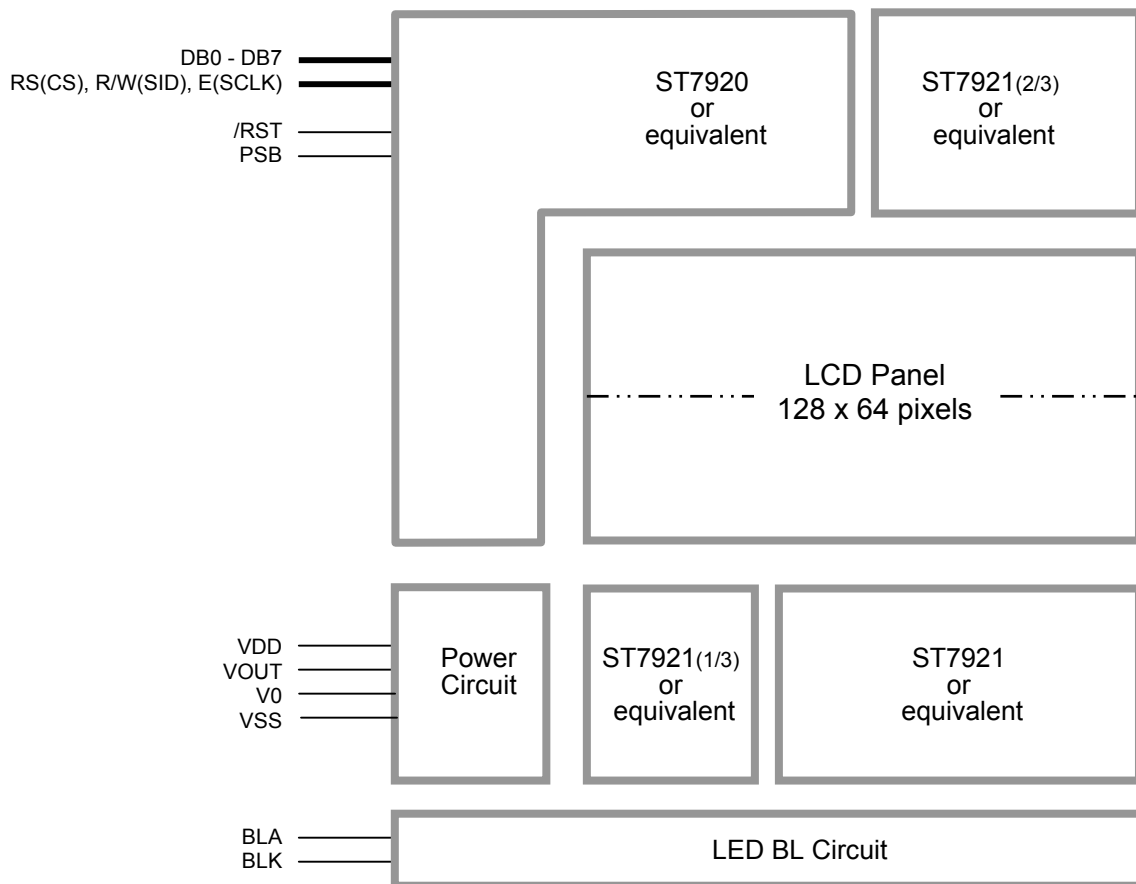 DB0 - DB7
RS(CS), R/W(SID), E(SCLK)
/RST
PSB
ST7920
or
equivalent
ST7921(2/3)
or
equivalent
LCD Panel
128 x 64 pixels
VDD
VOUT
V0
VSS
Power
Circuit
ST7921(1/3)
or
equivalent
ST7921
or
equivalent
BLA
BLK
LED BL Circuit